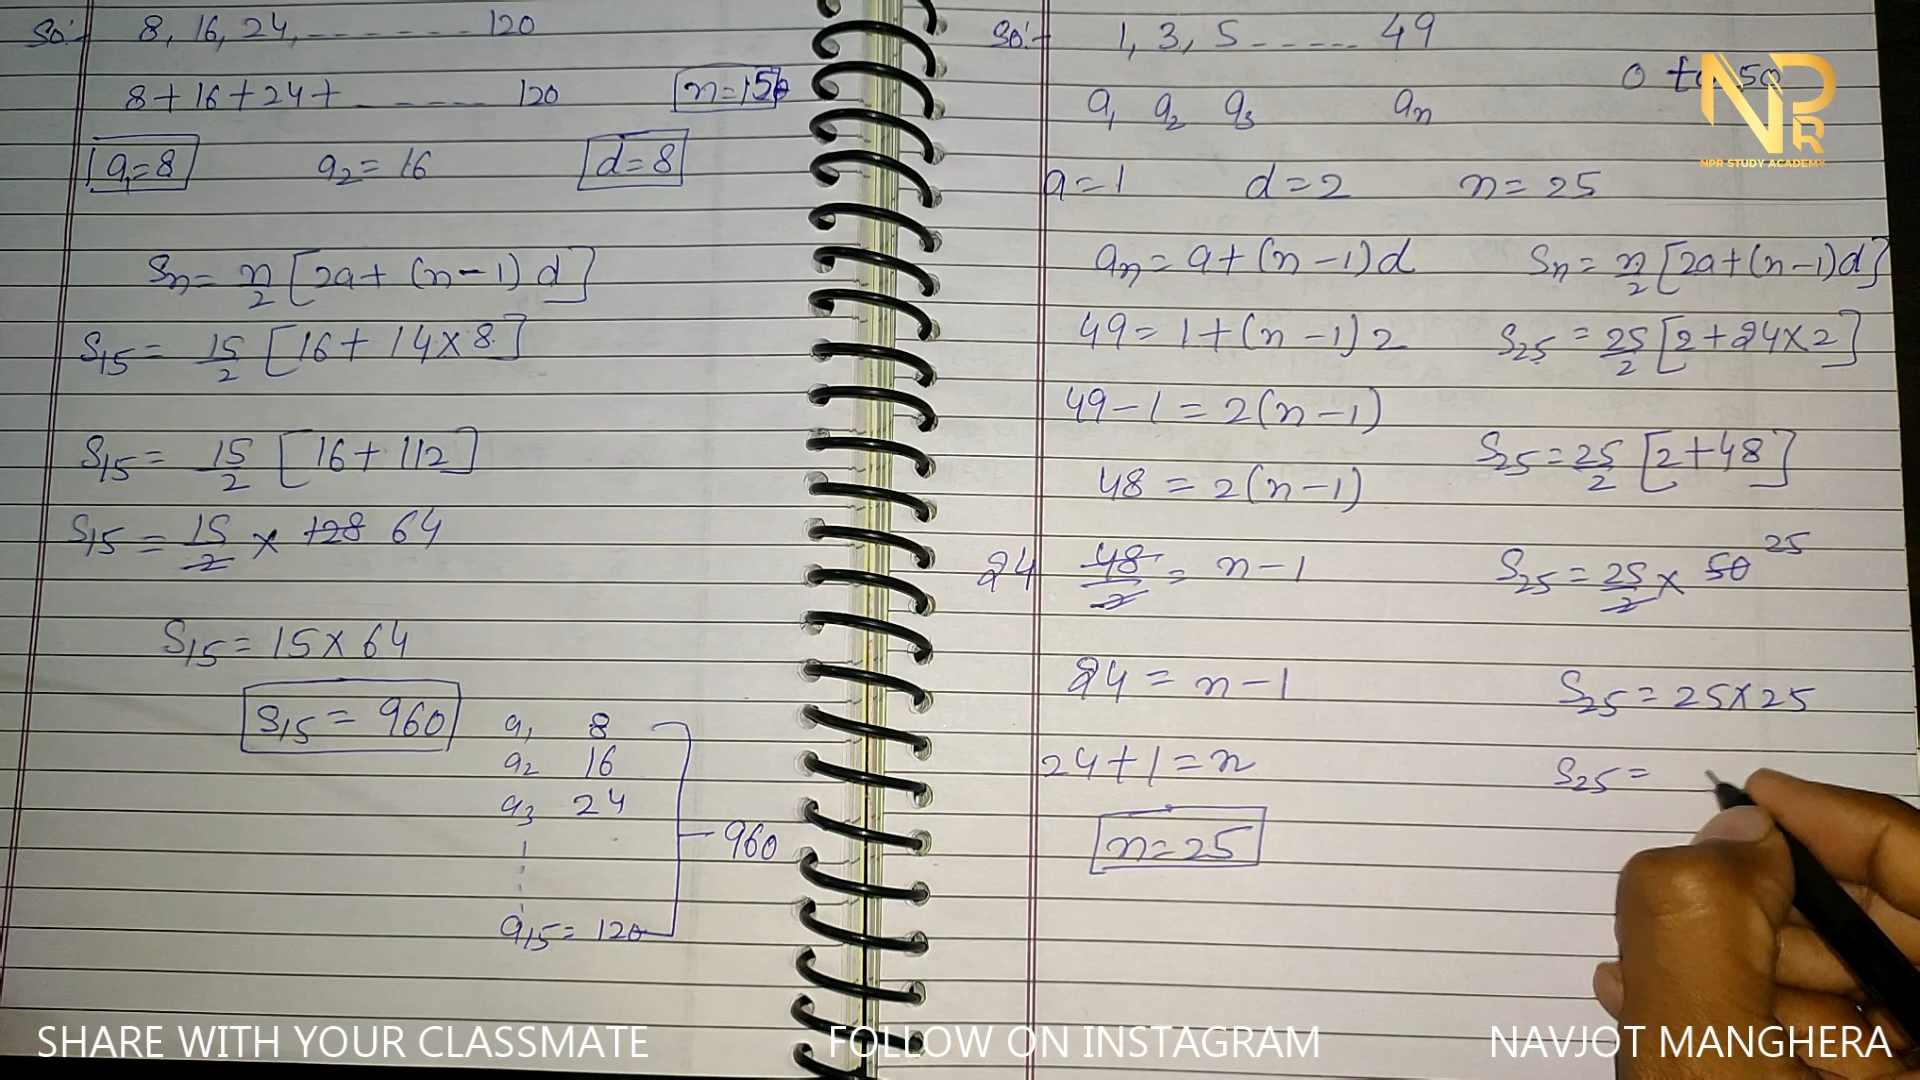 So:- 8, 16, 24, ------- 120
8 + 16 + 24 + ------ 120
a₁ = 8 a₂ = 16 d = 8
Sn = n/2 [2a + (n - 1) d]
S15 = 15/2 [16 + 14 x 8]
S15 = 15/2 [16 + 112]
S15 = 15/2 x 128 64
S15 = 15 x 64
S15 = 960
a₁ 8
a₂ 16
a₃ 24
a15 = 120
960
So:- 1, 3, 5 ----- 49
0 to 50
a₁ a₂ a₃ an
a = 1 d = 2 n = 25
an = a + (n - 1) d
49 = 1 + (n - 1) 2
49 - 1 = 2(n - 1)
48 = 2(n - 1)
24 48/2 = n - 1
24 = n - 1
24 + 1 = n
n = 25
Sn = n/2 [2a + (n - 1) d]
S25 = 25/2 [2 + 24 x 2]
S25 = 25/2 [2 + 48]
S25 = 25/2 x 50 25
S25 = 25 x 25
S25 =
NPR
NPR STUDY ACADEMY
SHARE WITH YOUR CLASSMATE
FOLLOW ON INSTAGRAM
NAVJOT MANGHERA